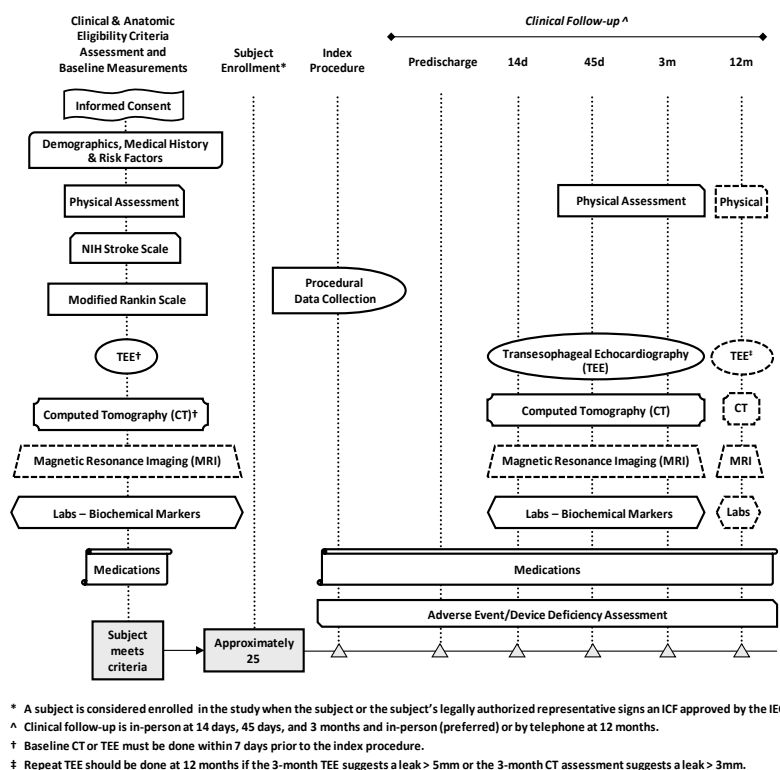 Clinical & Anatomic
Eligibility Criteria
Assessment and
Baseline Measurements
Subject
Enrollment*
Index
Procedure
Clinical Follow-up ^
Predischarge
14d
45d
3m
12m
Informed Consent
Demographics, Medical History
& Risk Factors
Physical Assessment
Physical Assessment
Physical
NIH Stroke Scale
Modified Rankin Scale
Procedural
Data Collection
TEE†
Transesophageal Echocardiography
(TEE)
TEE‡
Computed Tomography (CT)†
Computed Tomography (CT)
CT
Magnetic Resonance Imaging (MRI)
Magnetic Resonance Imaging (MRI)
MRI
Labs – Biochemical Markers
Labs – Biochemical Markers
Labs
Medications
Medications
Adverse Event/Device Deficiency Assessment
Subject
meets
criteria
Approximately
25
* A subject is considered enrolled in the study when the subject or the subject's legally authorized representative signs an ICF approved by the
^ Clinical follow-up is in-person at 14 days, 45 days, and 3 months and in-person (preferred) or by telephone at 12 months.
† Baseline CT or TEE must be done within 7 days prior to the index procedure.
‡ Repeat TEE should be done at 12 months if the 3-month TEE suggests a leak > 5mm or the 3-month CT assessment suggests a leak > 3mm.